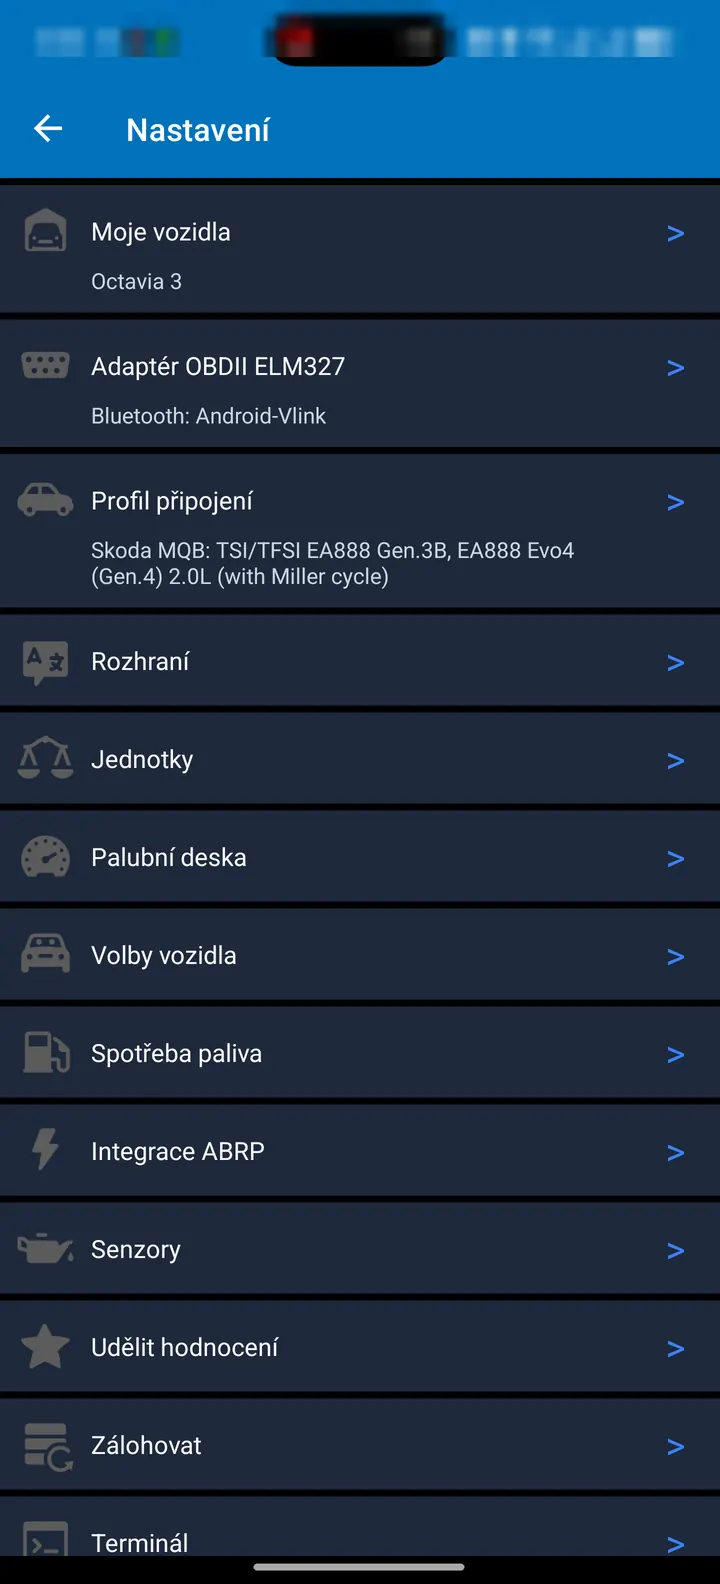 Nastavení
Moje vozidla
Octavia 3
Adaptér OBDII ELM327
Bluetooth: Android-Vlink
Profil připojení
Skoda MQB: TSI/TFSI EA888 Gen.3B, EA888 Evo4
(Gen.4) 2.0L (with Miller cycle)
Rozhraní
Jednotky
Palubní deska
Volby vozidla
Spotřeba paliva
Integrace ABRP
Senzory
Udělit hodnocení
Zálohovat
Terminál